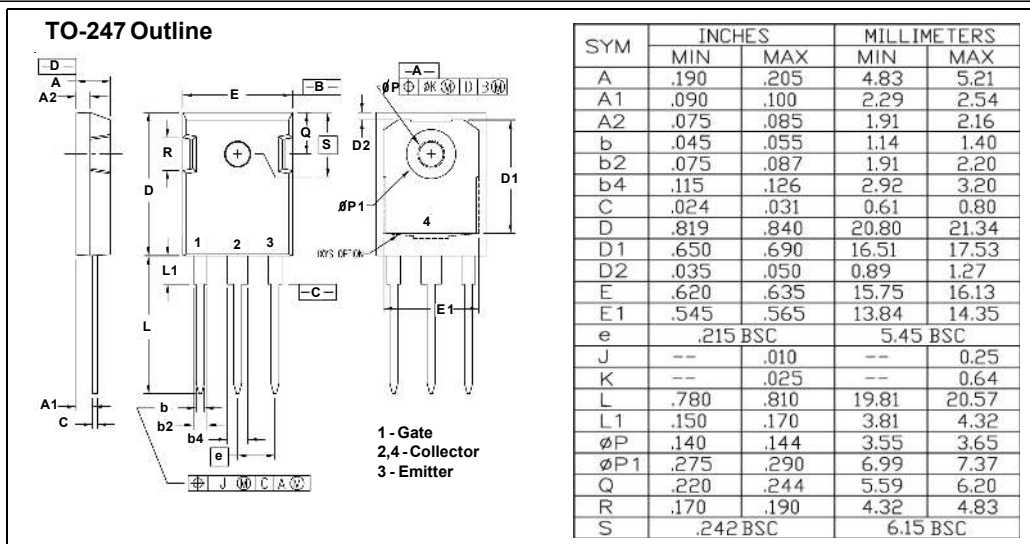 TO-247 Outline
D
A
A2
E
B
R
Q
S
D
1 2 3
L1
C
L
A1
C
b
b2
b4
e
⌖ J Ⓜ C A Ⓜ
A
ØP ⌖ ØK Ⓜ D B Ⓜ
D2
D1
ØP1
4
IXYS OPTION
E1
1 - Gate
2,4 - Collector
3 - Emitter
SYM INCHES MILLIMETERS
MIN MAX MIN MAX
A .190 .205 4.83 5.21
A1 .090 .100 2.29 2.54
A2 .075 .085 1.91 2.16
b .045 .055 1.14 1.40
b2 .075 .087 1.91 2.20
b4 .115 .126 2.92 3.20
C .024 .031 0.61 0.80
D .819 .840 20.80 21.34
D1 .650 .690 16.51 17.53
D2 .035 .050 0.89 1.27
E .620 .635 15.75 16.13
E1 .545 .565 13.84 14.35
e .215 BSC 5.45 BSC
J -- .010 -- 0.25
K -- .025 -- 0.64
L .780 .810 19.81 20.57
L1 .150 .170 3.81 4.32
øP .140 .144 3.55 3.65
øP1 .275 .290 6.99 7.37
Q .220 .244 5.59 6.20
R .170 .190 4.32 4.83
S .242 BSC 6.15 BSC